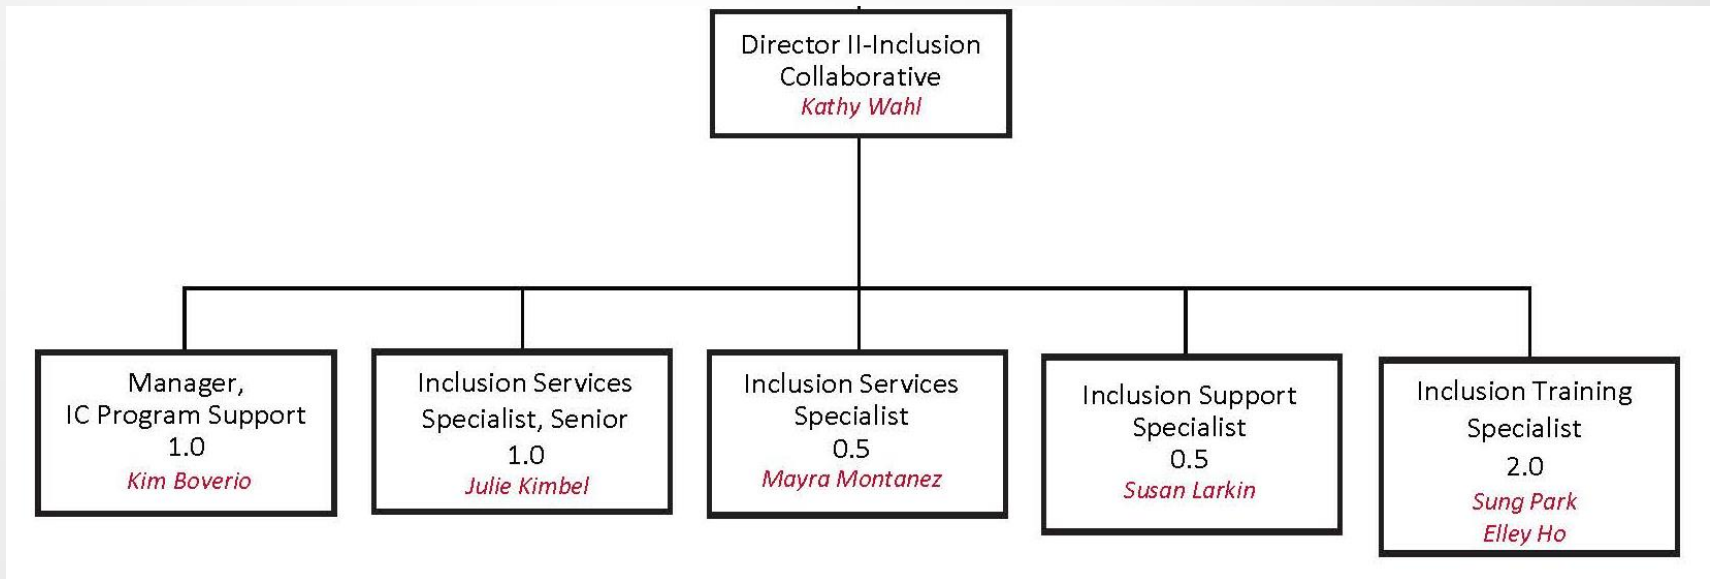 Director II-Inclusion
Collaborative
Kathy Wahl
Manager,
IC Program Support
1.0
Kim Boverio
Inclusion Services
Specialist, Senior
1.0
Julie Kimbel
Inclusion Services
Specialist
0.5
Mayra Montanez
Inclusion Support
Specialist
0.5
Susan Larkin
Inclusion Training
Specialist
2.0
Sung Park
Elley Ho